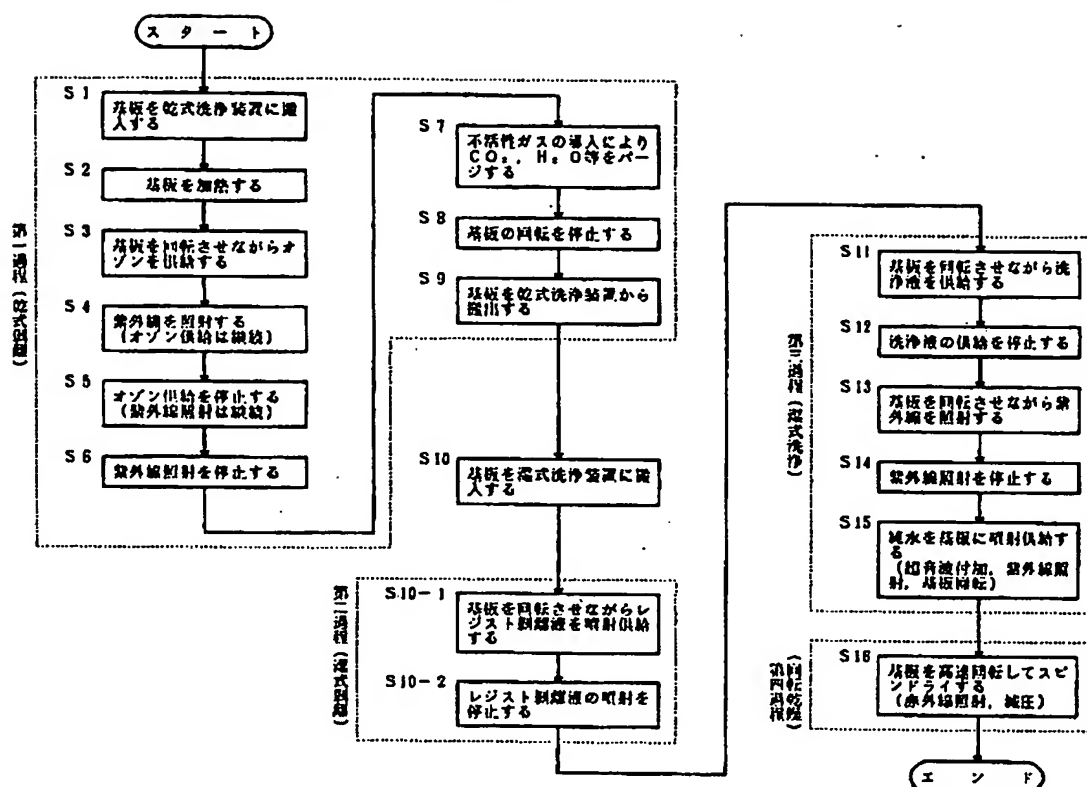 スタート
第一過程（乾式剥離）
S1
基板を乾式洗浄装置に搬
入する
S2
基板を加熱する
S3
基板を回転させながらオ
ゾンを供給する
S4
紫外線を照射する
（オゾン供給は継続）
S5
オゾン供給を停止する
（紫外線照射は継続）
S6
紫外線照射を停止する
S7
不活性ガスの導入により
CO₂，H₂O等をパー
ジする
S8
基板の回転を停止する
S9
基板を乾式洗浄装置から
搬出する
S10
基板を湿式洗浄装置に搬
入する
第二過程（湿式剥離）
S10-1
基板を回転させながらレ
ジスト剥離液を噴射供給
する
S10-2
レジスト剥離液の噴射を
停止する
第三過程（湿式洗浄）
S11
基板を回転させながら洗
浄液を供給する
S12
洗浄液の供給を停止する
S13
基板を回転させながら紫
外線を照射する
S14
紫外線照射を停止する
S15
純水を基板に噴射供給す
る
（超音波付加，紫外線照
射，基板回転）
第四過程
（回転乾燥）
S16
基板を高速回転してスピ
ンドライする
（赤外線照射，減圧）
エンド